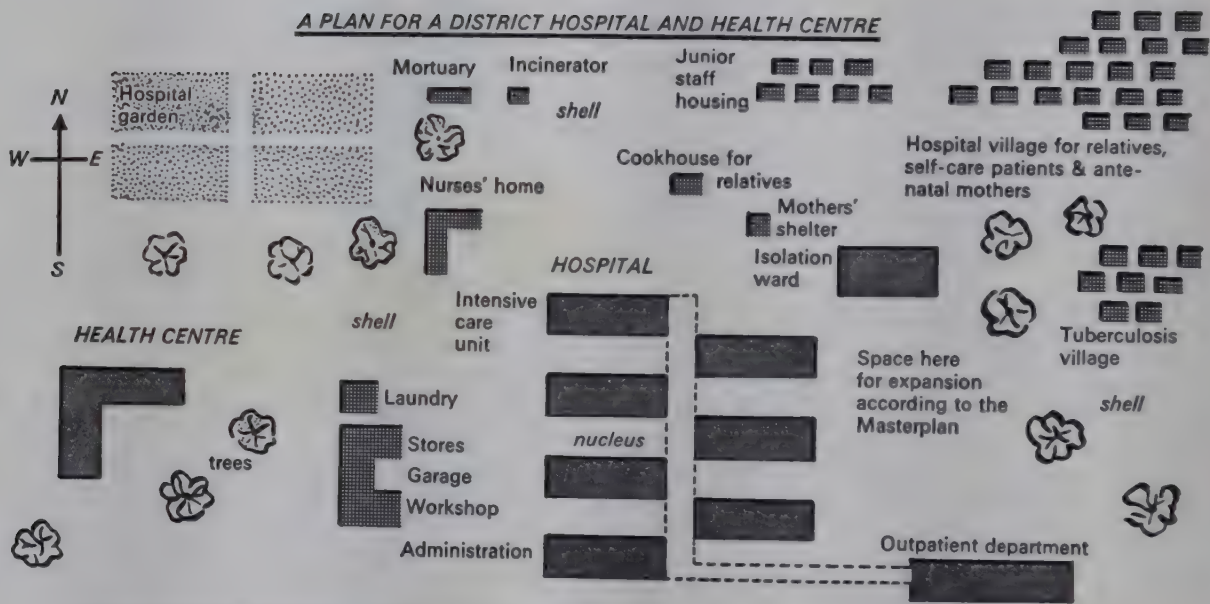 A PLAN FOR A DISTRICT HOSPITAL AND HEALTH CENTRE
N
W
E
S
Hospital
garden
Mortuary
Incinerator
shell
Junior
staff
housing
Hospital village for relatives,
self-care patients & ante-
natal mothers
Cookhouse for
relatives
Nurses' home
Mothers'
shelter
Isolation
ward
HOSPITAL
Intensive
care
unit
shell
HEALTH CENTRE
Tuberculosis
village
Space here
for expansion
according to the
Masterplan
shell
Laundry
nucleus
Stores
Garage
Workshop
trees
Administration
Outpatient department